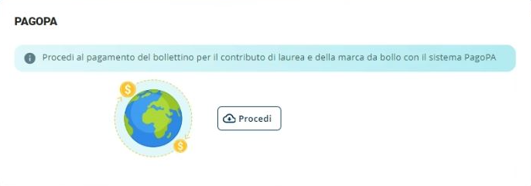 PAGOPA
Procedi al pagamento del bollettino per il contributo di laurea e della marca da bollo con il sistema PagoPA
$
Procedi
$